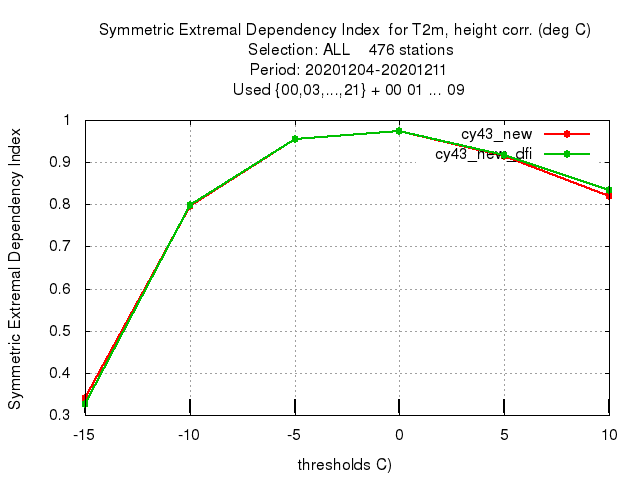 Symmetric Extremal Dependency Index for T2m, height corr. (deg C)
Selection: ALL 476 stations
Period: 20201204-20201211
Used {00,03,...,21} + 00 01 ... 09
Symmetric Extremal Dependency Index
1
0.9
0.8
0.7
0.6
0.5
0.4
0.3
cy43_new
cy43_new_dfi
-15
-10
-5
0
5
10
thresholds C)